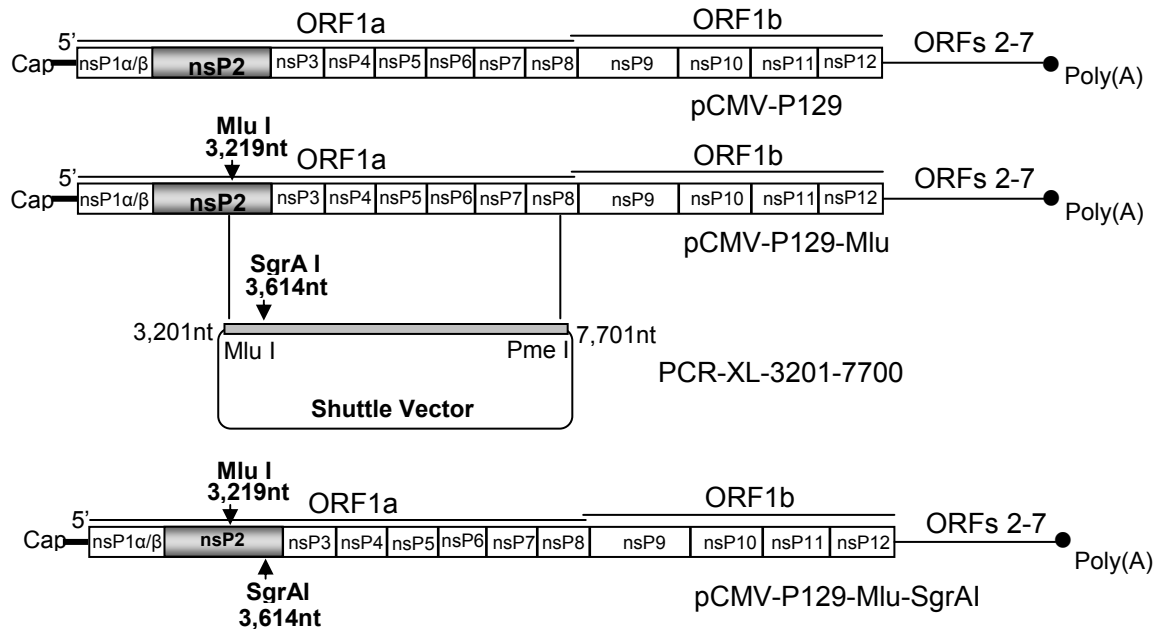 ORF1a
ORF1b
5’
ORFs 2-7
Cap
nsP1α/β nsP2 nsP3 nsP4 nsP5 nsP6 nsP7 nsP8 nsP9 nsP10 nsP11 nsP12
Poly(A)
pCMV-P129
Mlu I
3,219nt
ORF1a
ORF1b
5’
ORFs 2-7
Cap
nsP1α/β nsP2 nsP3 nsP4 nsP5 nsP6 nsP7 nsP8 nsP9 nsP10 nsP11 nsP12
Poly(A)
pCMV-P129-Mlu
SgrA I
3,614nt
3,201nt
7,701nt
Mlu I
Pme I
PCR-XL-3201-7700
Shuttle Vector
Mlu I
3,219nt
ORF1a
ORF1b
5’
ORFs 2-7
Cap
nsP1α/β nsP2 nsP3 nsP4 nsP5 nsP6 nsP7 nsP8 nsP9 nsP10 nsP11 nsP12
Poly(A)
SgrAI
3,614nt
pCMV-P129-Mlu-SgrAI